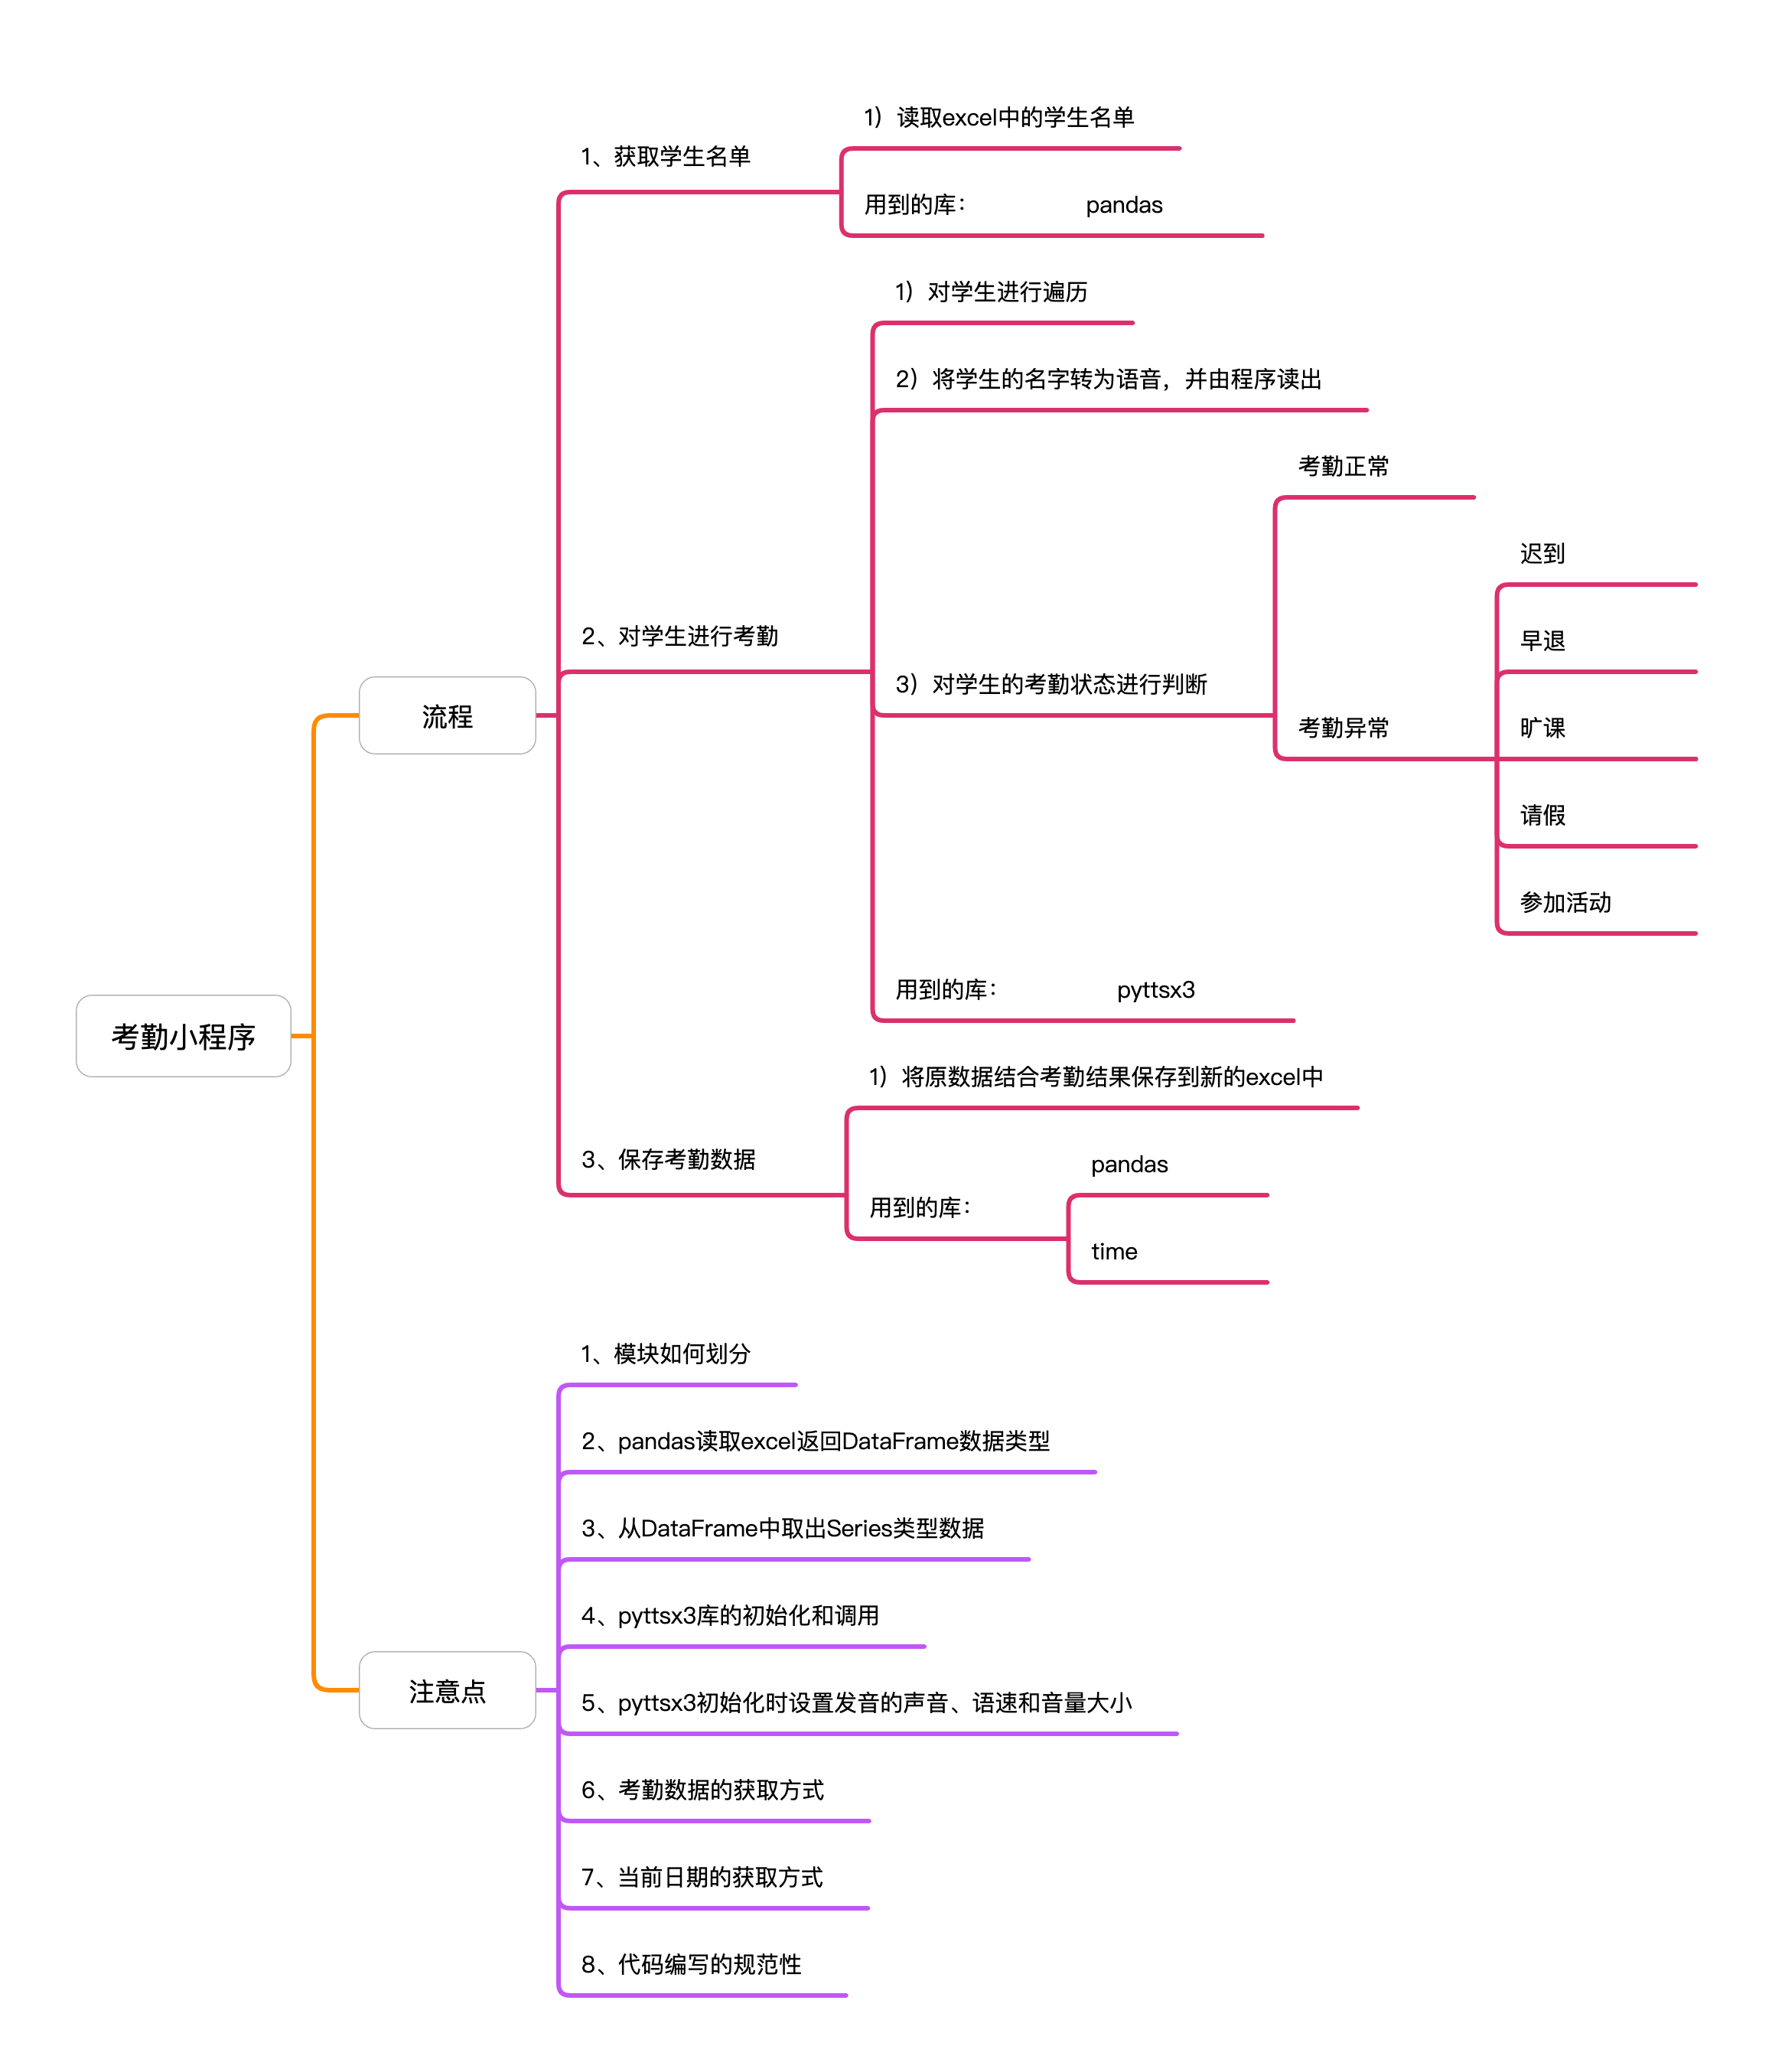 考勤小程序
流程
1、获取学生名单
1）读取excel中的学生名单
用到的库： pandas
2、对学生进行考勤
1）对学生进行遍历
2）将学生的名字转为语音，并由程序读出
3）对学生的考勤状态进行判断
考勤正常
考勤异常
迟到
早退
旷课
请假
参加活动
用到的库： pyttsx3
3、保存考勤数据
1）将原数据结合考勤结果保存到新的excel中
用到的库：
pandas
time
注意点
1、模块如何划分
2、pandas读取excel返回DataFrame数据类型
3、从DataFrame中取出Series类型数据
4、pyttsx3库的初始化和调用
5、pyttsx3初始化时设置发音的声音、语速和音量大小
6、考勤数据的获取方式
7、当前日期的获取方式
8、代码编写的规范性